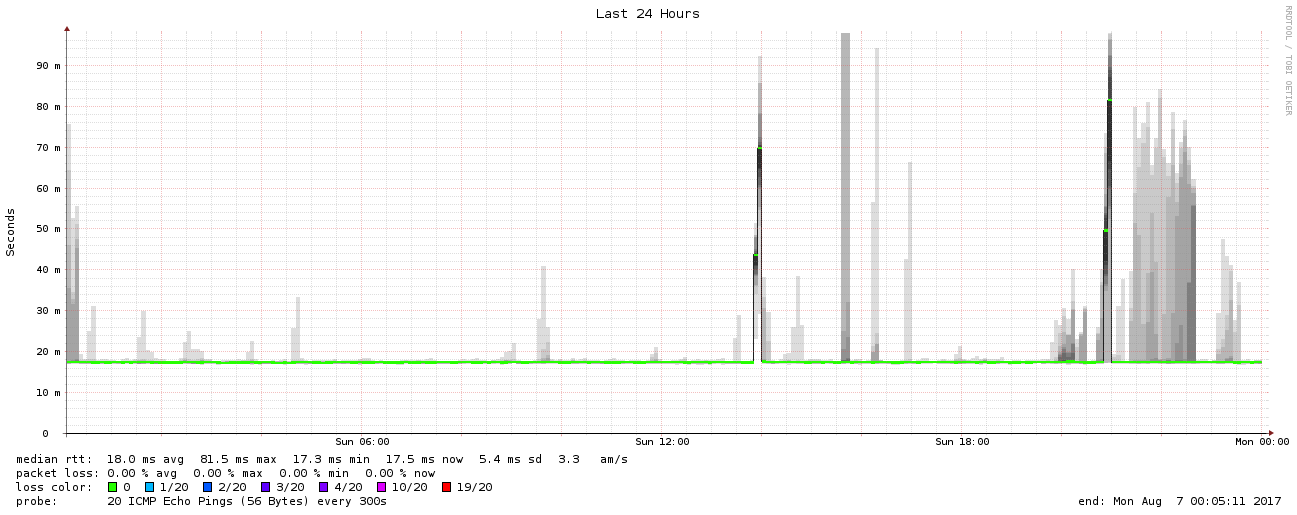 Last 24 Hours
RRDTOOL / TOBI OETIKER
Seconds
90 m
80 m
70 m
60 m
50 m
40 m
30 m
20 m
10 m
0
Sun 06:00 Sun 12:00 Sun 18:00 Mon 00:00
median rtt: 18.0 ms avg 81.5 ms max 17.3 ms min 17.5 ms now 5.4 ms sd 3.3 am/s
packet loss: 0.00 % avg 0.00 % max 0.00 % min 0.00 % now
loss color: 0 1/20 2/20 3/20 4/20 10/20 19/20
probe: 20 ICMP Echo Pings (56 Bytes) every 300s end: Mon Aug 7 00:05:11 2017